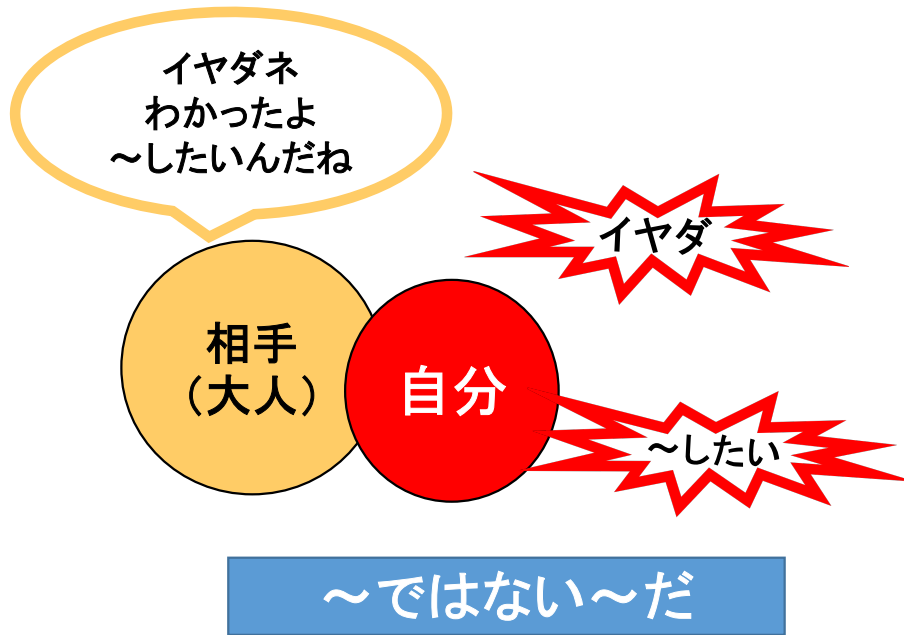 イヤダネ
わかったよ
～したいんだね
イヤダ
相手
（大人）
自分
～したい
～ではない～だ